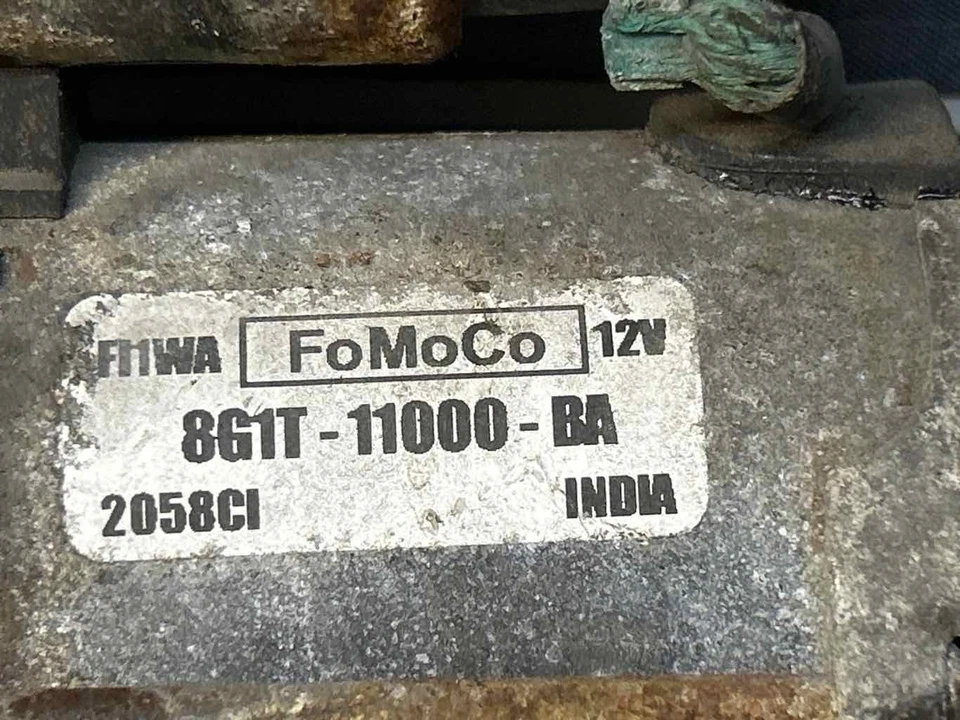 FI1WA FoMoCo 12V
8G1T - 11000 - BA
2058CI INDIA